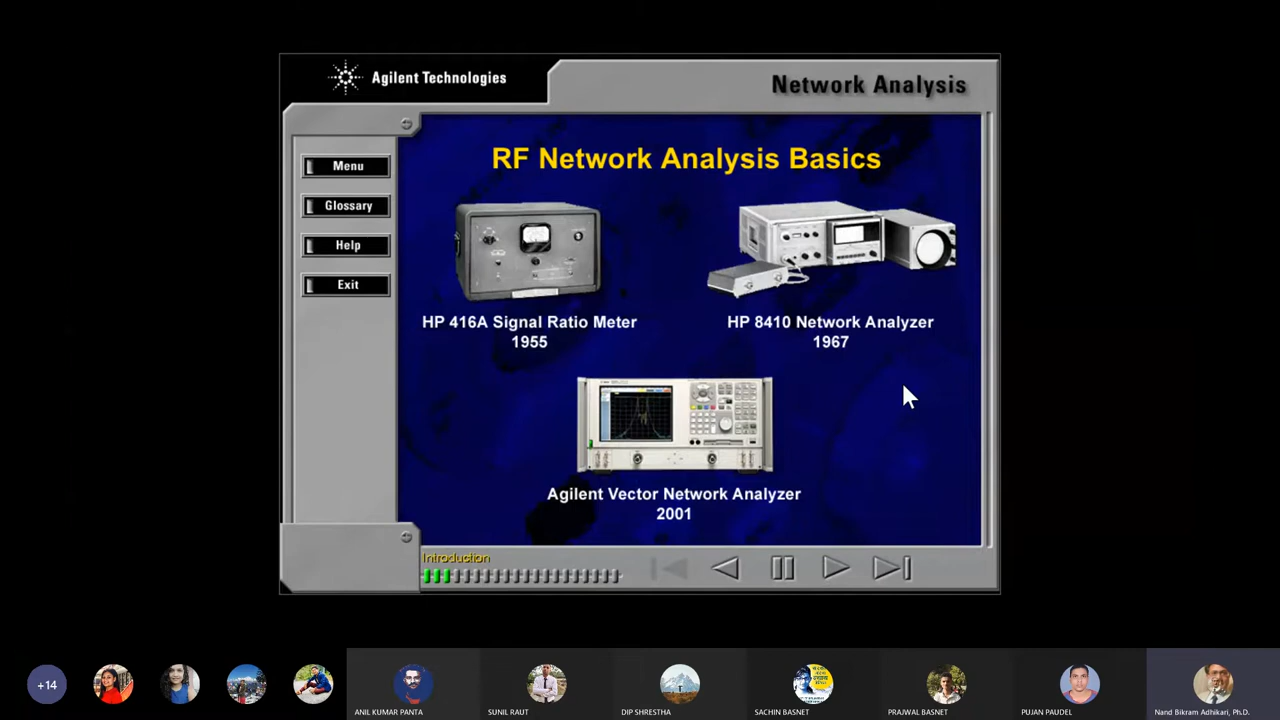 Agilent Technologies
Network Analysis
Menu
Glossary
Help
Exit
RF Network Analysis Basics
HP 416A Signal Ratio Meter
1955
HP 8410 Network Analyzer
1967
Agilent Vector Network Analyzer
2001
Introduction
+14
ANIL KUMAR PANTA
SUNIL RAUT
DIP SHRESTHA
SACHIN BASNET
PRAJWAL BASNET
PUJAN PAUDEL
Nand Bikram Adhikari, Ph.D.